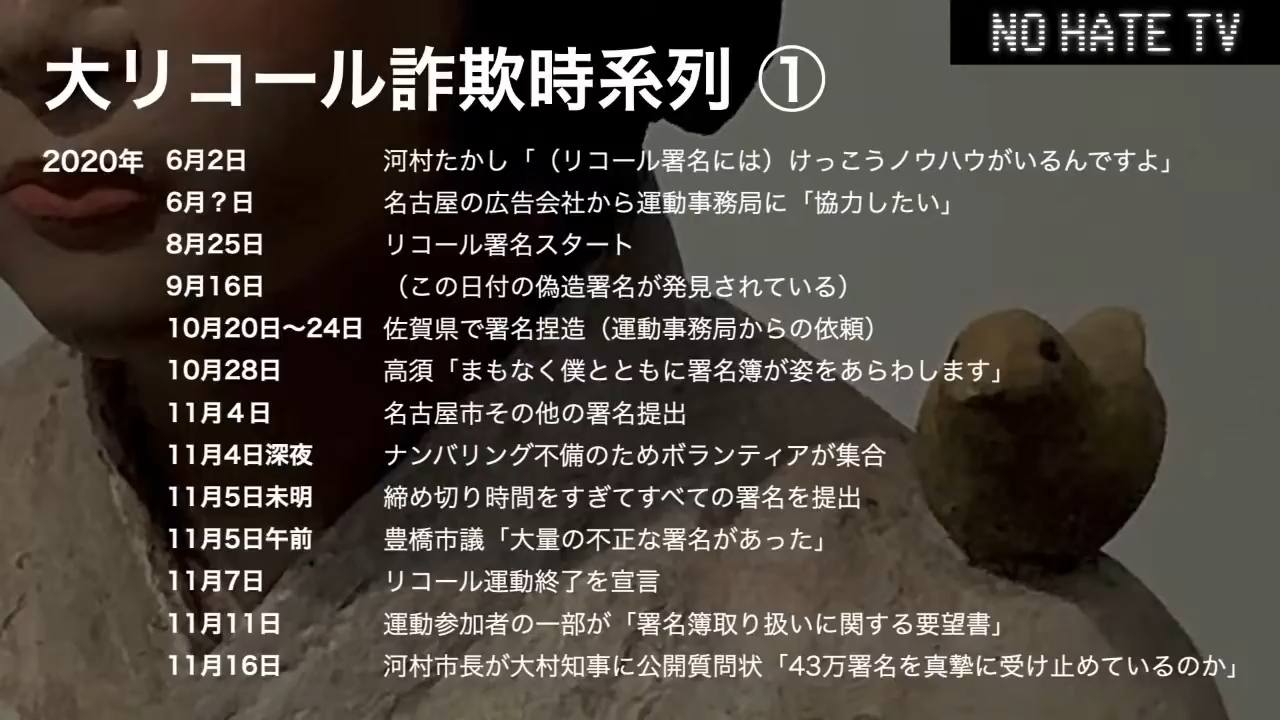 NO HATE TV
大リコール詐欺時系列 ①
2020年 6月2日 河村たかし「（リコール署名には）けっこうノウハウがいるんですよ」
6月？日 名古屋の広告会社から運動事務局に「協力したい」
8月25日 リコール署名スタート
9月16日 （この日付の偽造署名が発見されている）
10月20日〜24日 佐賀県で署名捏造（運動事務局からの依頼）
10月28日 高須「まもなく僕とともに署名簿が姿をあらわします」
11月４日 名古屋市その他の署名提出
11月4日深夜 ナンバリング不備のためボランティアが集合
11月5日未明 締め切り時間をすぎてすべての署名を提出
11月5日午前 豊橋市議「大量の不正な署名があった」
11月7日 リコール運動終了を宣言
11月11日 運動参加者の一部が「署名簿取り扱いに関する要望書」
11月16日 河村市長が大村知事に公開質問状「43万署名を真摯に受け止めているのか」